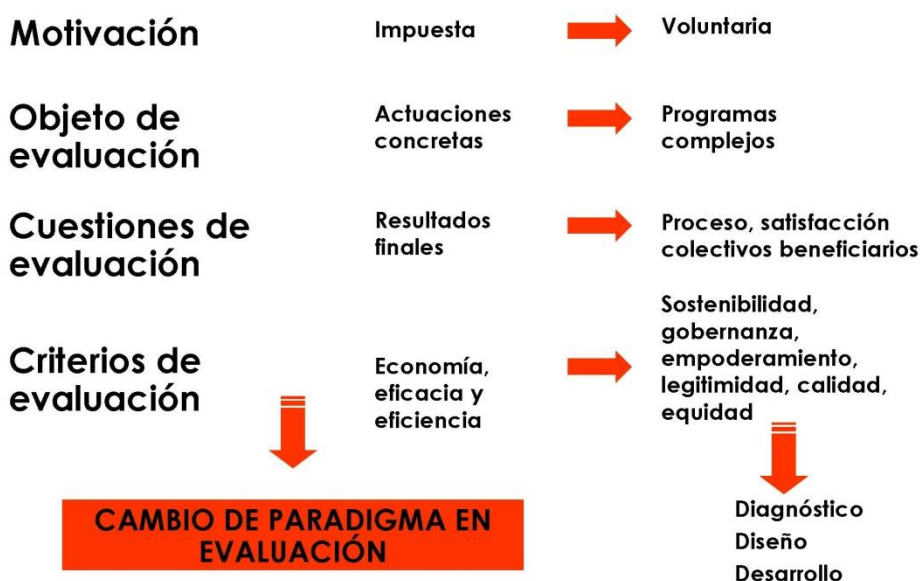 Motivación
Impuesta
Voluntaria
Objeto de
evaluación
Actuaciones
concretas
Programas
complejos
Cuestiones de
evaluación
Resultados
finales
Proceso, satisfacción
colectivos beneficiarios
Criterios de
evaluación
Economía,
eficacia y
eficiencia
Sostenibilidad,
gobernanza,
empoderamiento,
legitimidad, calidad,
equidad
CAMBIO DE PARADIGMA EN
EVALUACIÓN
Diagnóstico
Diseño
Desarrollo